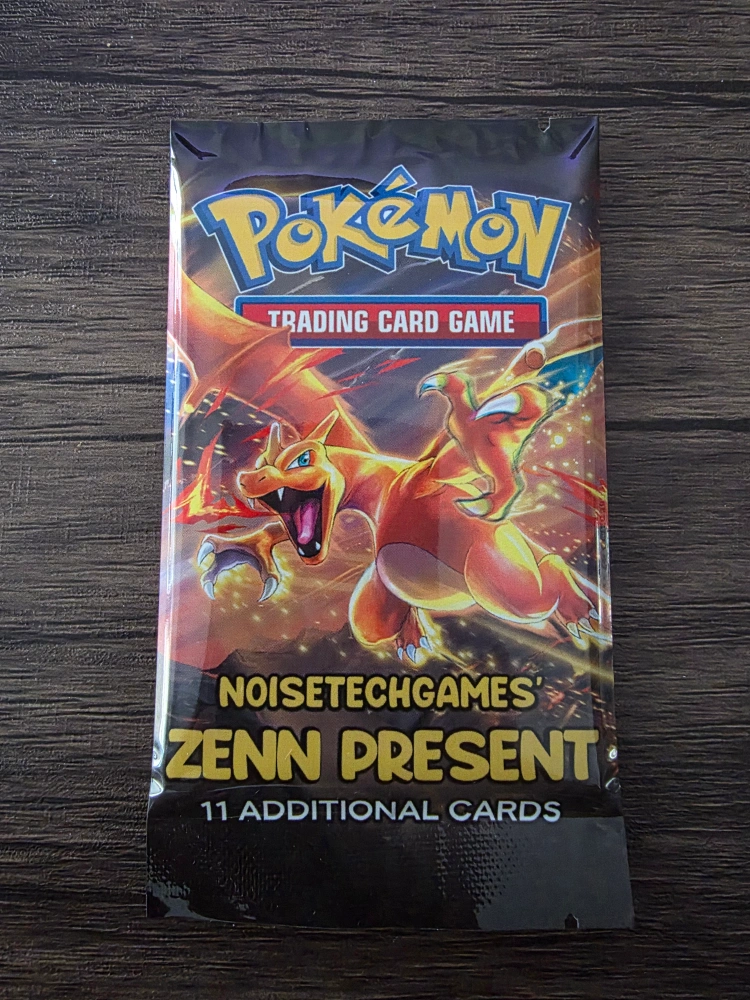 POKéMON
TRADING CARD GAME
NOISETECHGAMES'
ZENN PRESENT
11 ADDITIONAL CARDS